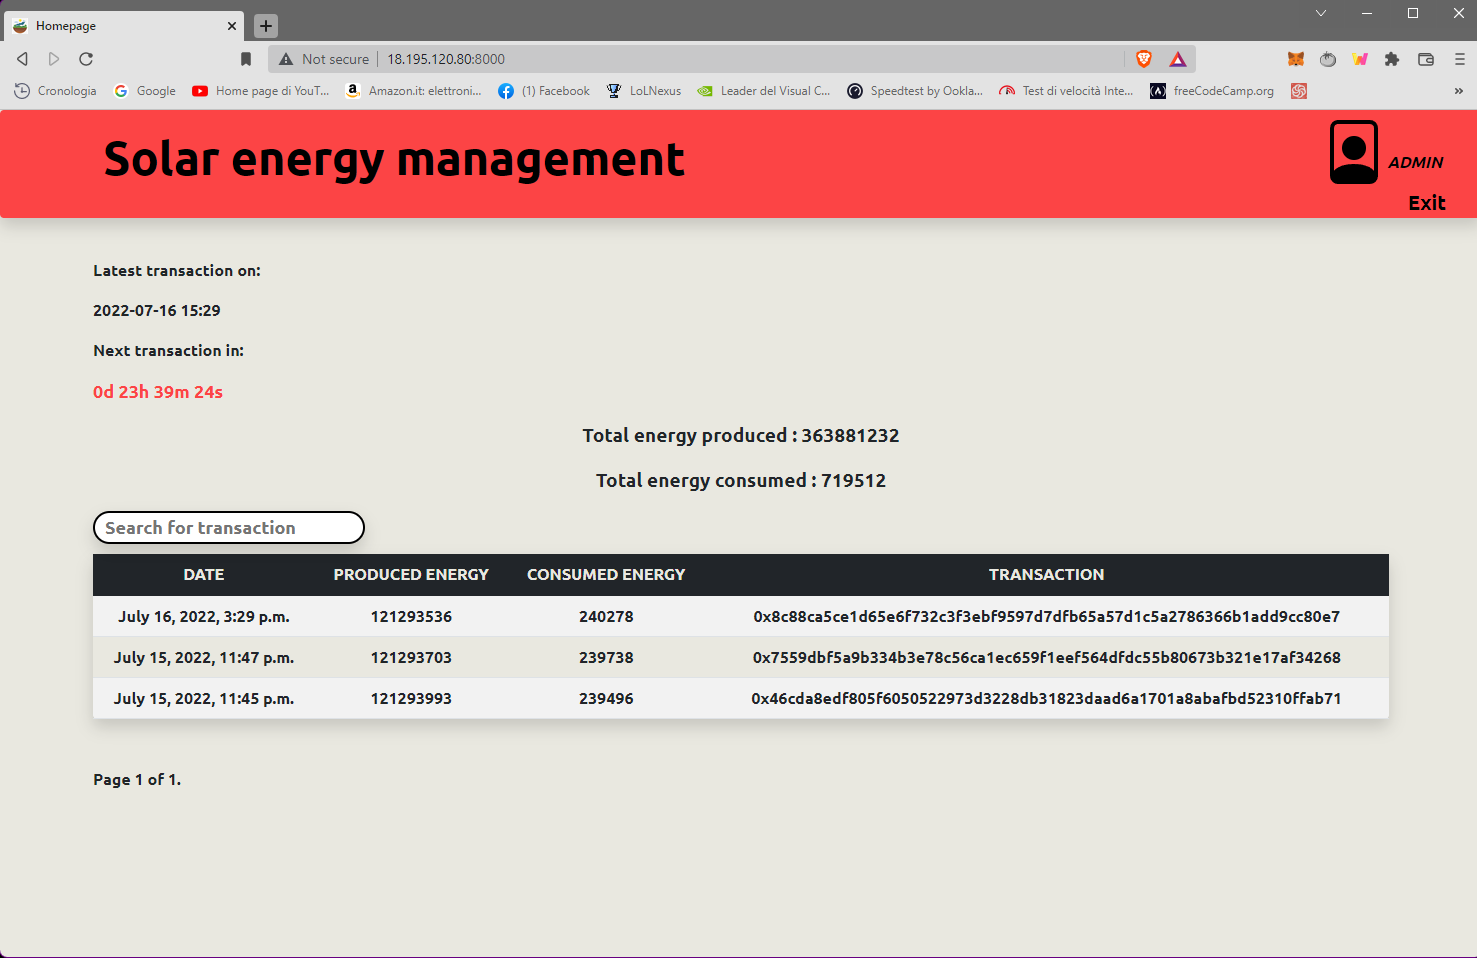 Homepage
Not secure 18.195.120.80:8000
Cronologia Google Home page di YouT... Amazon.it: elettroni... (1) Facebook LoLNexus Leader del Visual C... Speedtest by Ookla... Test di velocità Inte... freeCodeCamp.org »
Solar energy management
ADMIN
Exit
Latest transaction on:
2022-07-16 15:29
Next transaction in:
0d 23h 39m 24s
Total energy produced : 363881232
Total energy consumed : 719512
Search for transaction
DATE PRODUCED ENERGY CONSUMED ENERGY TRANSACTION
July 16, 2022, 3:29 p.m. 121293536 240278 0x8c88ca5ce1d65e6f732c3f3ebf9597d7dfb65a57d1c5a2786366b1add9cc80e7
July 15, 2022, 11:47 p.m. 121293703 239738 0x7559dbf5a9b334b3e78c56ca1ec659f1eef564dfdc55b80673b321e17af34268
July 15, 2022, 11:45 p.m. 121293993 239496 0x46cda8edf805f6050522973d3228db31823daad6a1701a8abafbd52310ffab71
Page 1 of 1.